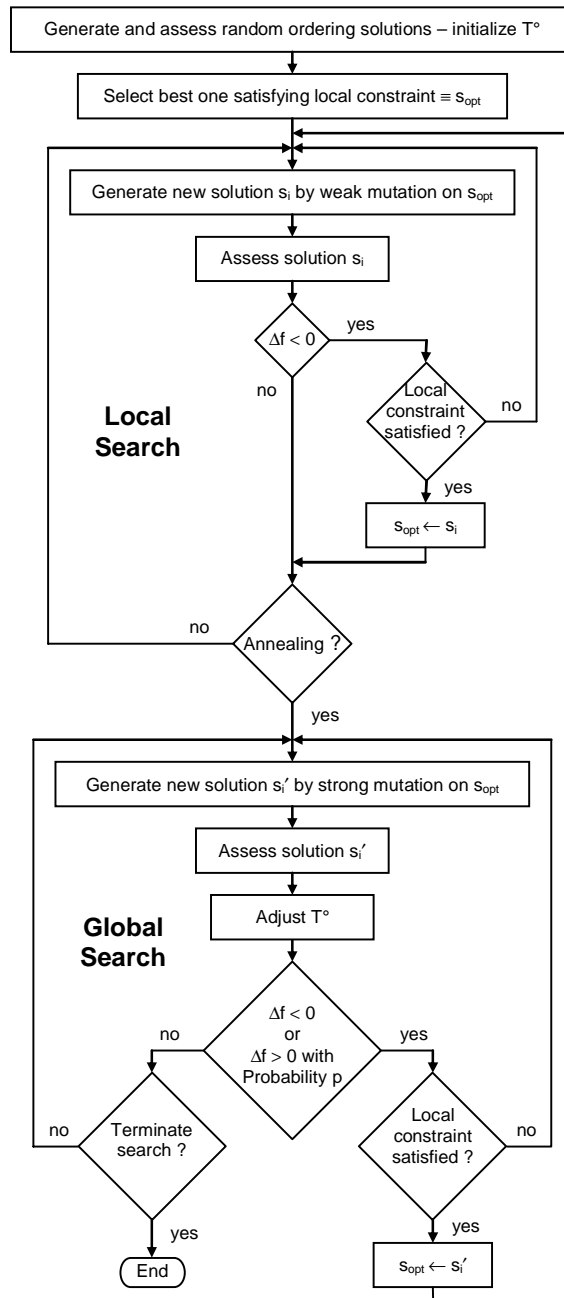 Generate and assess random ordering solutions – initialize T°
Select best one satisfying local constraint ≡ sopt
Generate new solution si by weak mutation on sopt
Assess solution si
Δf < 0
yes
no
Local
constraint
satisfied ?
no
yes
Local
Search
sopt ← si
no
Annealing ?
yes
Generate new solution si′ by strong mutation on sopt
Assess solution si′
Adjust T°
Global
Search
Δf < 0
or
Δf > 0 with
Probability p
no
yes
Terminate
search ?
no
Local
constraint
satisfied ?
no
yes
yes
End
sopt ← si′